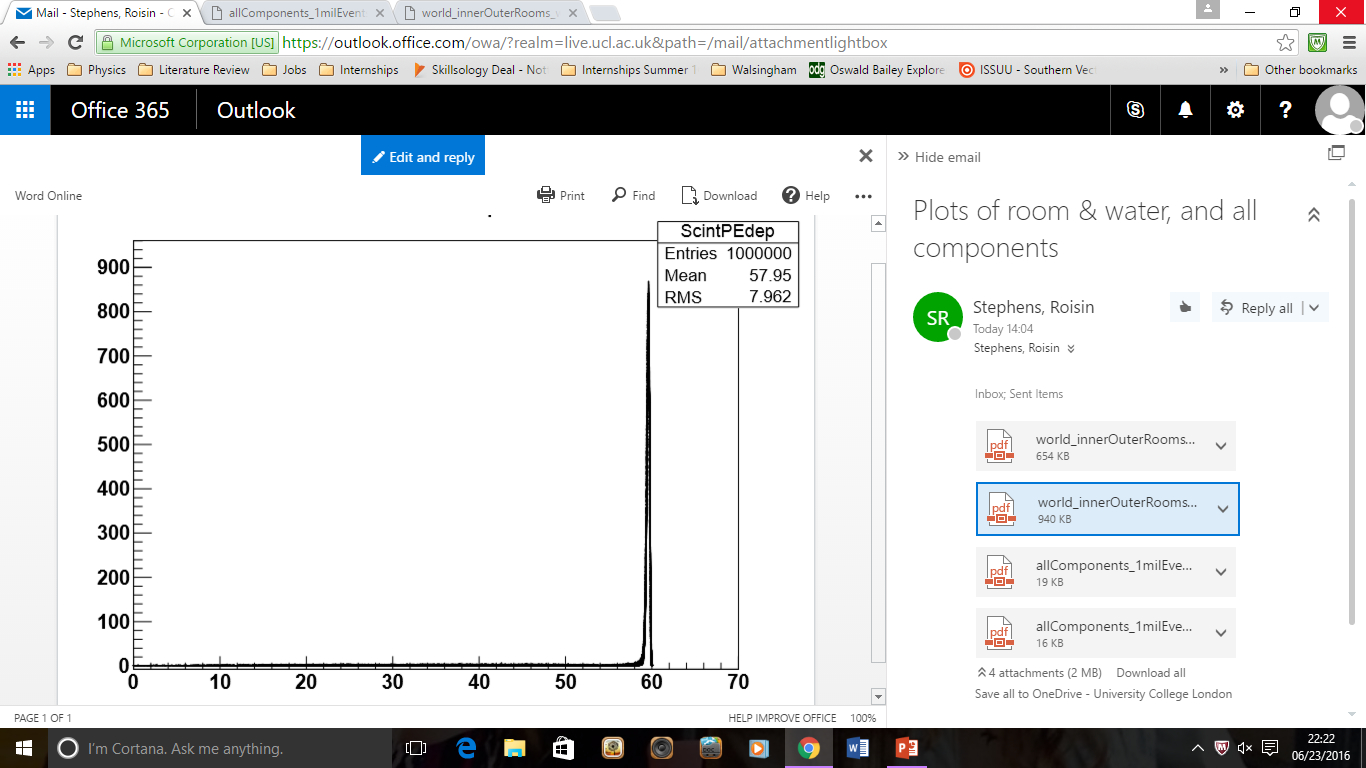 Mail - Stephens, Roisin - O
allComponents_1milEvent
world_innerOuterRooms_
Microsoft Corporation [US]
https://outlook.office.com/owa/?realm=live.ucl.ac.uk&path=/mail/attachmentlightbox
Apps
Physics
Literature Review
Jobs
Internships
Skillsology Deal - Not
Internships Summer 1
Walsingham
odg
Oswald Bailey Explore
ISSUU - Southern Vec
»
Other bookmarks
Office 365
Outlook
Edit and reply
Hide email
Word Online
Print
Find
Download
Help
Plots of room & water, and all
components
ScintPEdep
Entries 1000000
Mean 57.95
RMS 7.962
900
800
700
600
500
400
300
200
100
0
0 10 20 30 40 50 60 70
SR
Stephens, Roisin
Today 14:04
Stephens, Roisin
Reply all
Inbox; Sent Items
pdf
world_innerOuterRooms...
654 KB
pdf
world_innerOuterRooms...
940 KB
pdf
allComponents_1milEve...
19 KB
pdf
allComponents_1milEve...
16 KB
4 attachments (2 MB)
Download all
Save all to OneDrive - University College London
PAGE 1 OF 1
HELP IMPROVE OFFICE
100%
I'm Cortana. Ask me anything.
22:22
06/23/2016